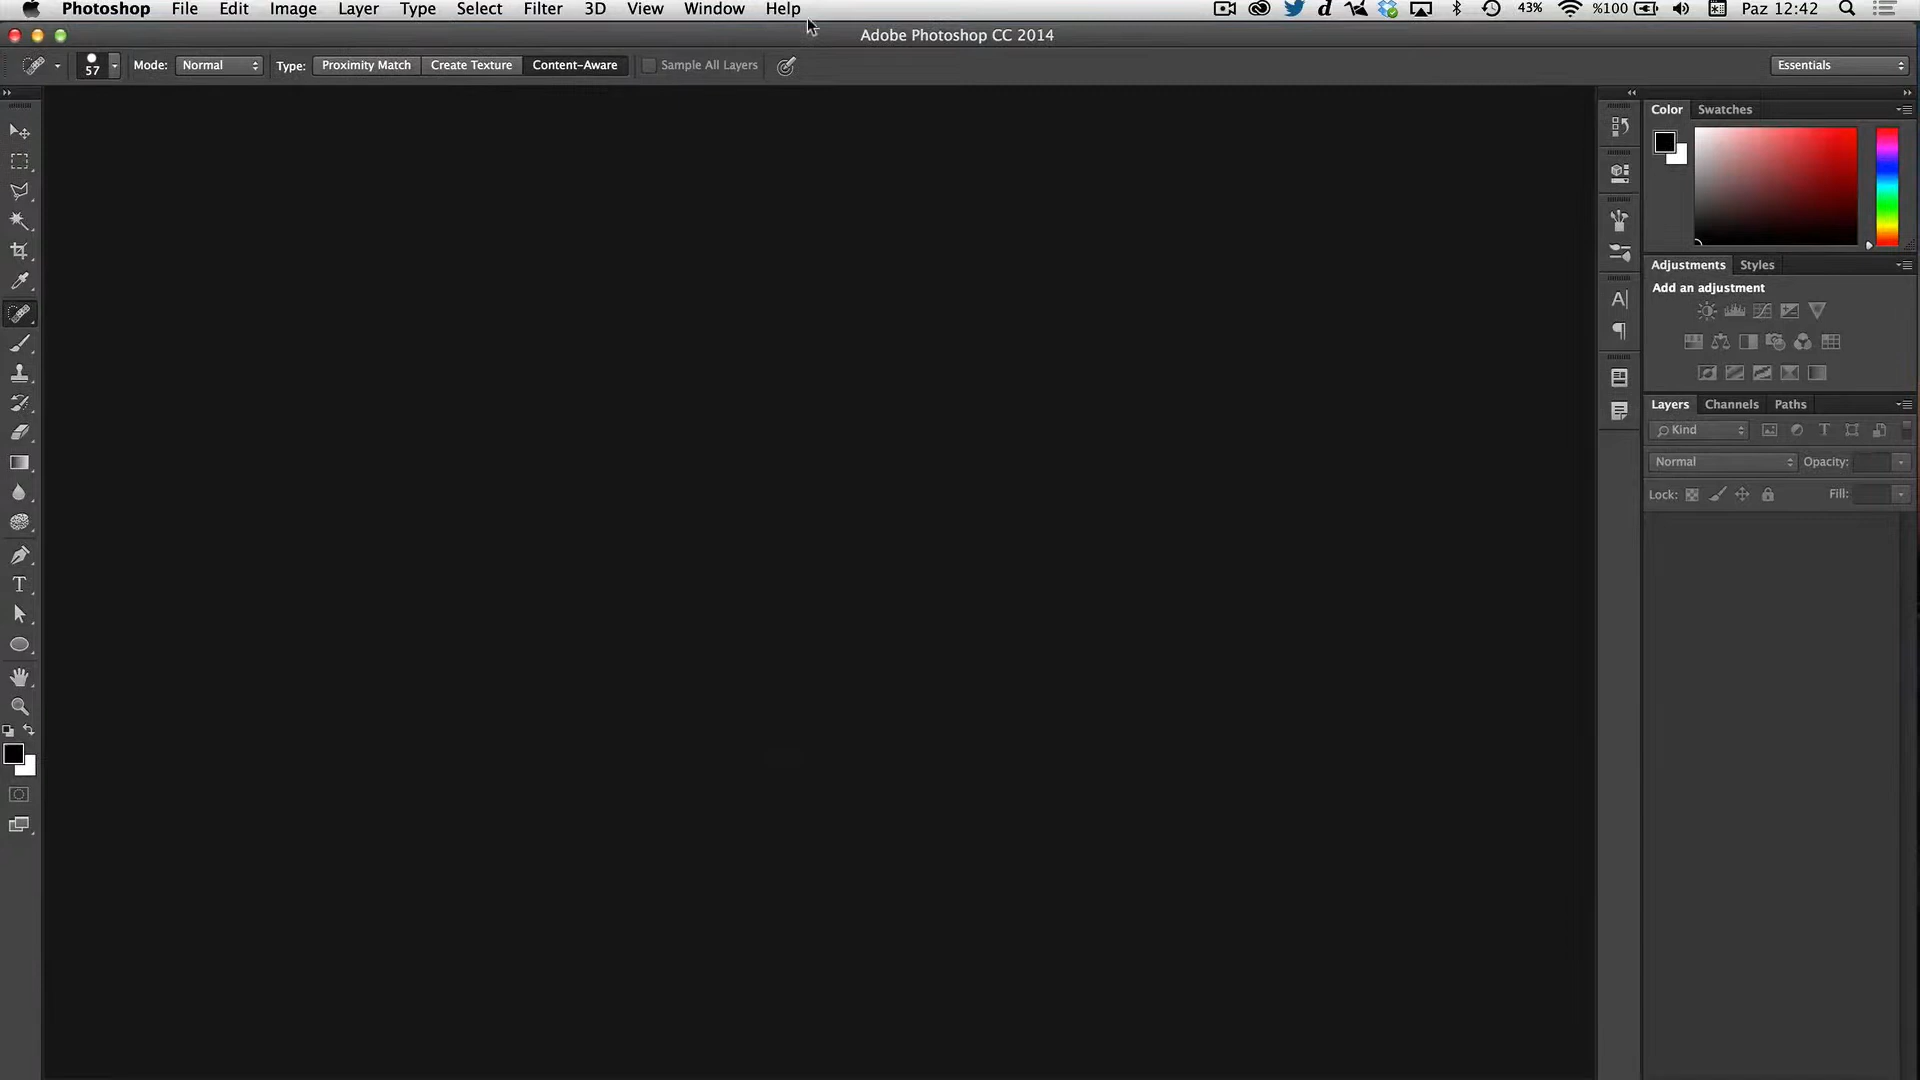 Photoshop File Edit Image Layer Type Select Filter 3D View Window Help 43% %100 Paz 12:42
Adobe Photoshop CC 2014
57 Mode: Normal Type: Proximity Match Create Texture Content-Aware Sample All Layers Essentials
Color Swatches
Adjustments Styles
Add an adjustment
Layers Channels Paths
Kind
Normal Opacity:
Lock: Fill: